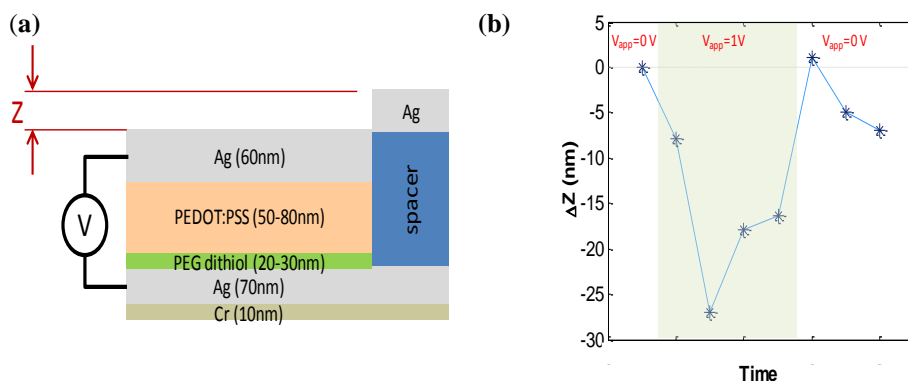 (a)
Z
Ag
Ag (60nm)
V
PEDOT:PSS (50-80nm)
spacer
PEG dithiol (20-30nm)
Ag (70nm)
Cr (10nm)
(b)
5
0
-5
-10
-15
-20
-25
-30
ΔZ (nm)
Vapp=0 V
Vapp=1V
Vapp=0 V
Time